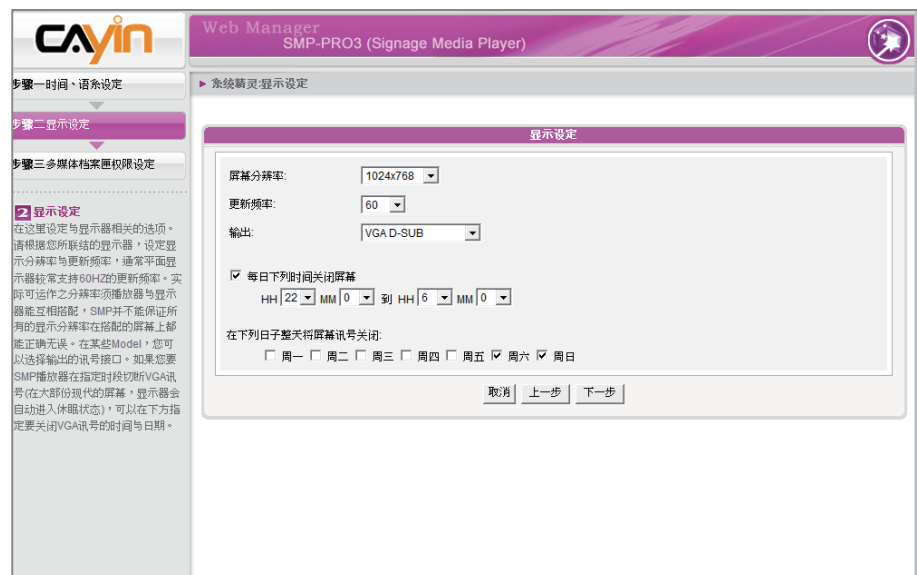 CAYIN
Web Manager
SMP-PRO3 (Signage Media Player)
步骤一时间、语系设定
步骤二显示设定
步骤三多媒体档案匣权限设定
2 显示设定
在这里设定与显示器相关的选项。
请根据您所联结的显示器，设定显
示分辨率与更新频率，通常平面显
示器较常支持60HZ的更新频率。实
际可运作之分辨率须播放器与显示
器能互相搭配，SMP并不能保证所
有的显示分辨率在搭配的屏幕上都
能正确无误。在某些Model，您可
以选择输出的讯号接口。如果您要
SMP播放器在指定时段切断VGA讯
号(在大部份现代的屏幕，显示器会
自动进入休眠状态)，可以在下方指
定要关闭VGA讯号的时间与日期。
系统精灵:显示设定
显示设定
屏幕分辨率: 1024x768
更新频率: 60
输出: VGA D-SUB
每日下列时间关闭屏幕
HH 22 MM 0 到 HH 6 MM 0
在下列日子整天将屏幕讯号关闭:
周一 周二 周三 周四 周五 周六 周日
取消 上一步 下一步